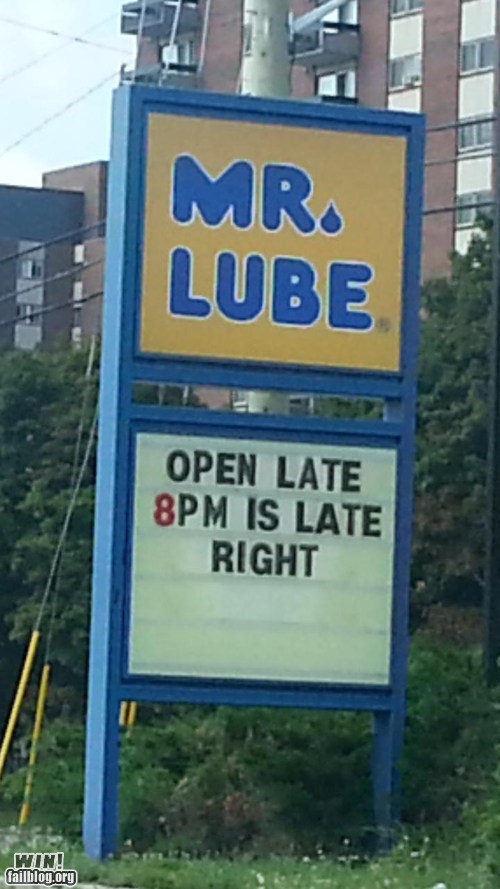 MR.
LUBE
OPEN LATE
8PM IS LATE
RIGHT
WIN!
failblog.org